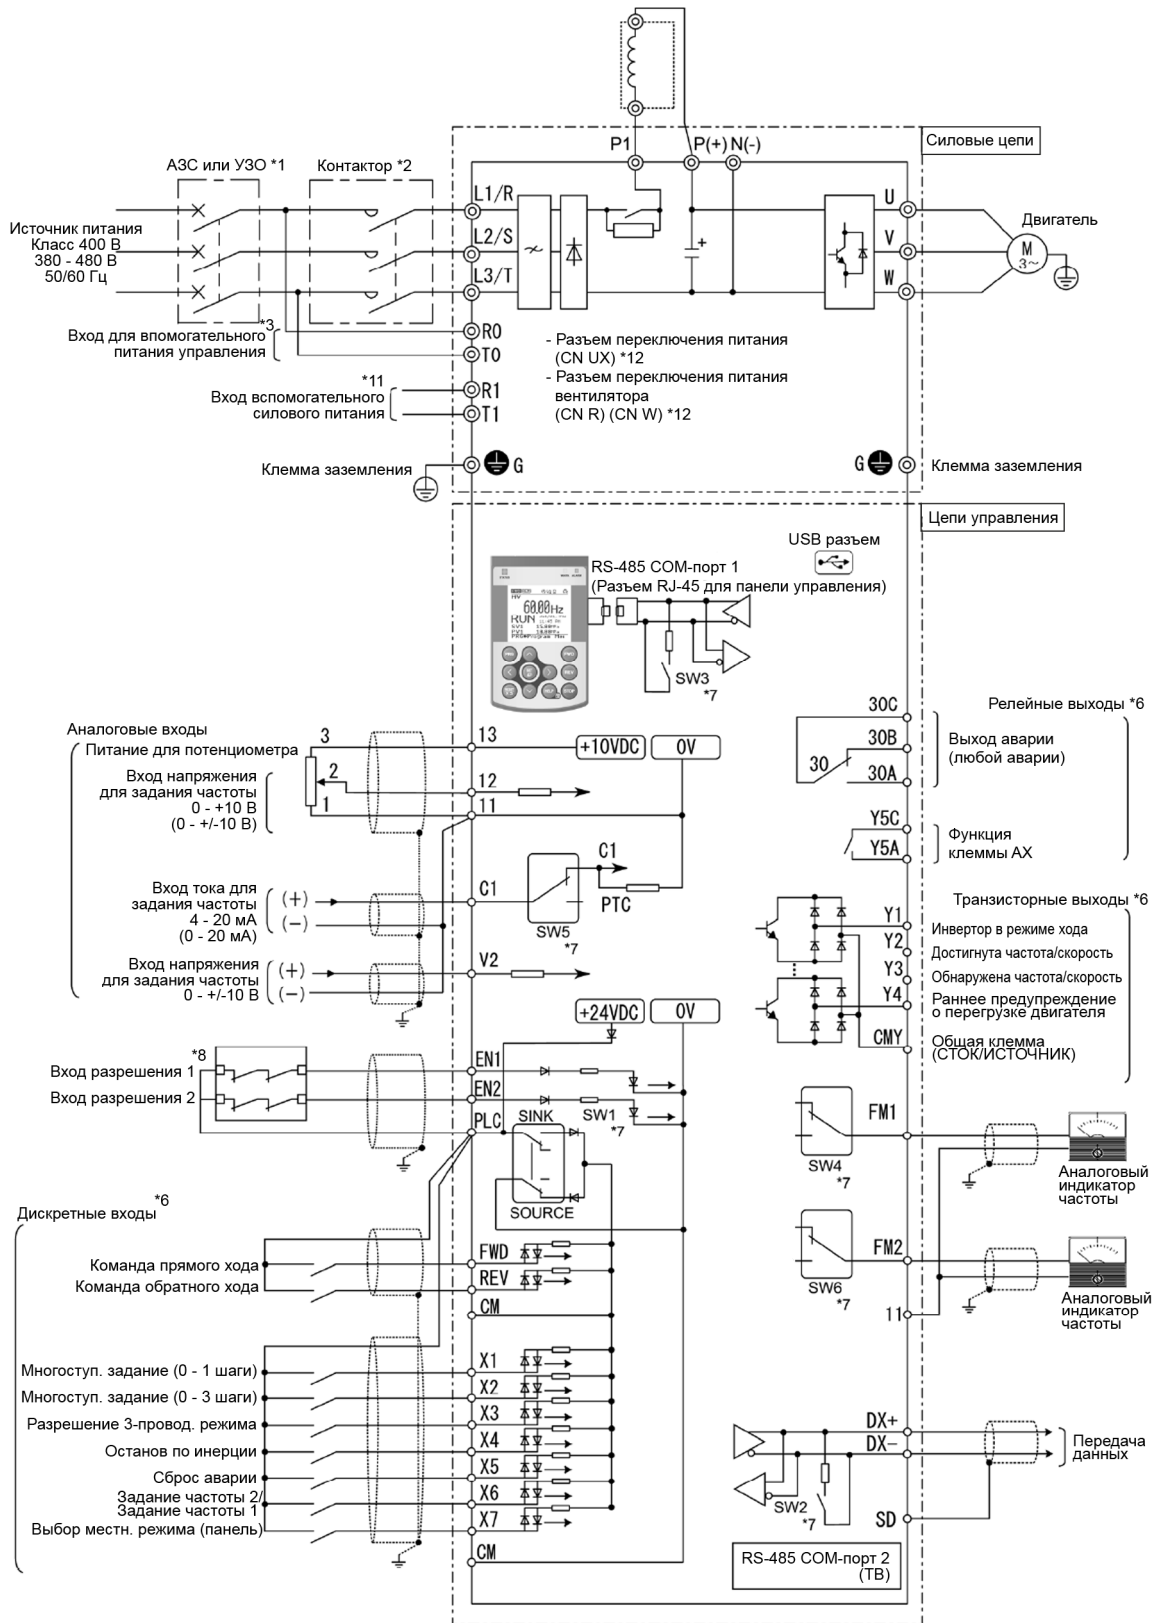 P1
P(+)
N(-)
Силовые цепи
АЗС или УЗО *1
Контактор *2
L1/R
L2/S
L3/T
Источник питания
Класс 400 В
380 - 480 В
50/60 Гц
+
U
V
W
Двигатель
M
3~
*3
Вход для впомогательного
питания управления
R0
T0
*11
Вход вспомогательного
силового питания
R1
T1
- Разъем переключения питания
(CN UX) *12
- Разъем переключения питания
вентилятора
(CN R) (CN W) *12
Клемма заземления
G
G
Клемма заземления
Цепи управления
USB разъем
RS-485 COM-порт 1
(Разъем RJ-45 для панели управления)
60.00Hz
RUN
SW3
*7
Аналоговые входы
Питание для потенциометра
3
13
+10VDC
0V
Вход напряжения
для задания частоты
0 - +10 В
(0 - +/-10 В)
2
12
1
11
Вход тока для
задания частоты
4 - 20 мА
(0 - 20 мА)
(+)
(−)
C1
C1
PTC
SW5
*7
Вход напряжения
для задания частоты
0 - +/-10 В
(+)
(−)
V2
+24VDC
0V
30C
30B
30
30A
Релейные выходы *6
Выход аварии
(любой аварии)
Y5C
Y5A
Функция
клеммы AX
Транзисторные выходы *6
Y1
Инвертор в режиме хода
Y2
Достигнута частота/скорость
Y3
Обнаружена частота/скорость
Y4
Раннее предупреждение
о перегрузке двигателя
CMY
Общая клемма
(СТОК/ИСТОЧНИК)
*8
Вход разрешения 1
Вход разрешения 2
EN1
EN2
PLC
SINK
SW1
*7
SOURCE
FM1
SW4
*7
Аналоговый
индикатор
частоты
FM2
SW6
*7
11
Аналоговый
индикатор
частоты
Дискретные входы *6
Команда прямого хода
FWD
Команда обратного хода
REV
CM
Многоступ. задание (0 - 1 шаги)
X1
Многоступ. задание (0 - 3 шаги)
X2
Разрешение 3-провод. режима
X3
Останов по инерции
X4
Сброс аварии
X5
Задание частоты 2/
Задание частоты 1
X6
Выбор местн. режима (панель)
X7
CM
DX+
DX−
SW2
*7
SD
Передача
данных
RS-485 COM-порт 2
(TB)